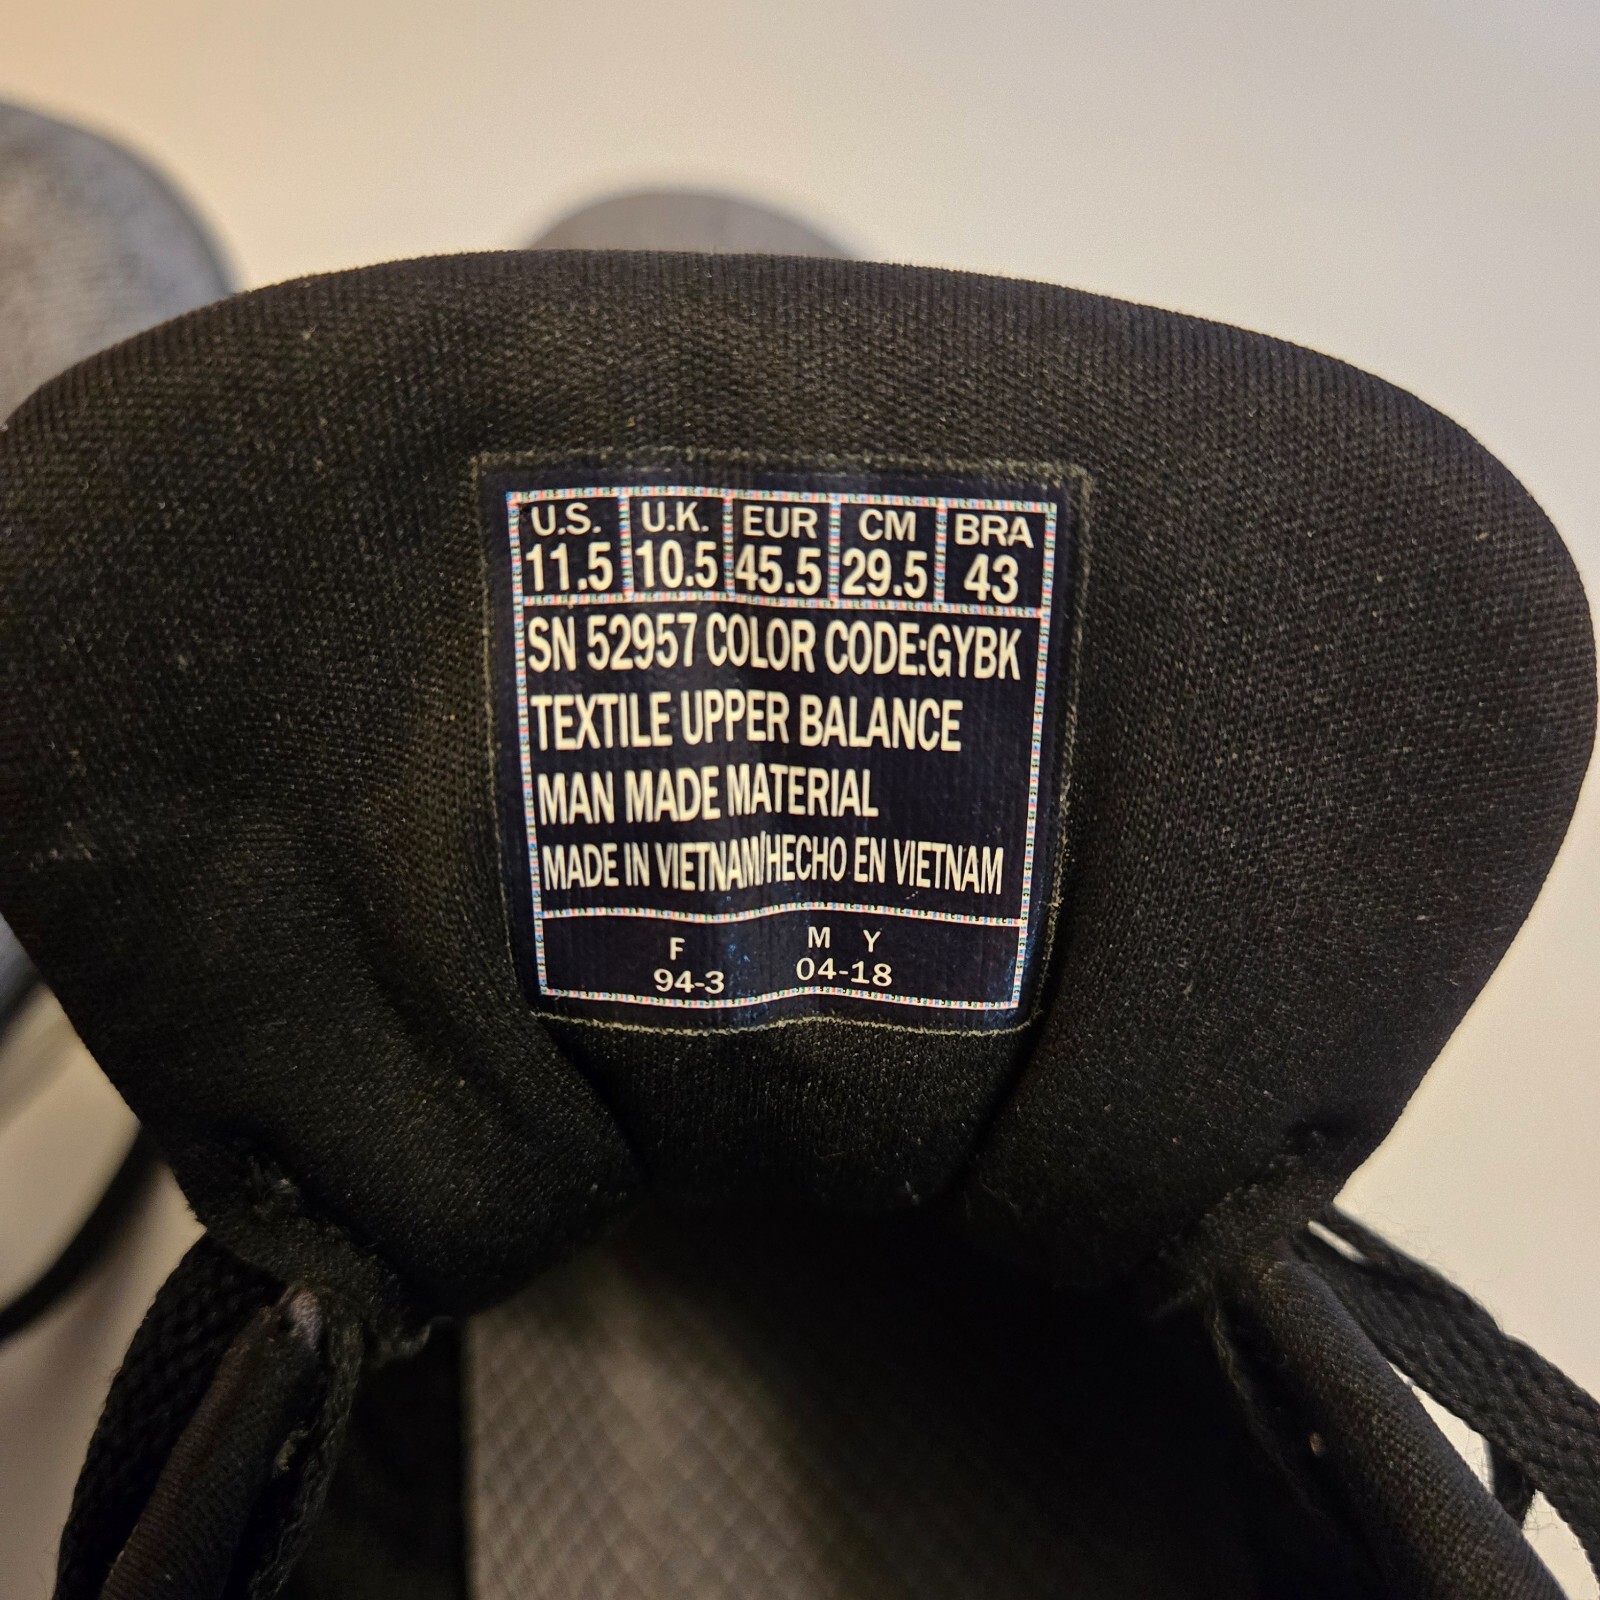 U.S. U.K. EUR CM BRA
11.5 10.5 45.5 29.5 43
SN 52957 COLOR CODE:GYBK
TEXTILE UPPER BALANCE
MAN MADE MATERIAL
MADE IN VIETNAM/HECHO EN VIETNAM
F M Y
94-3 04-18